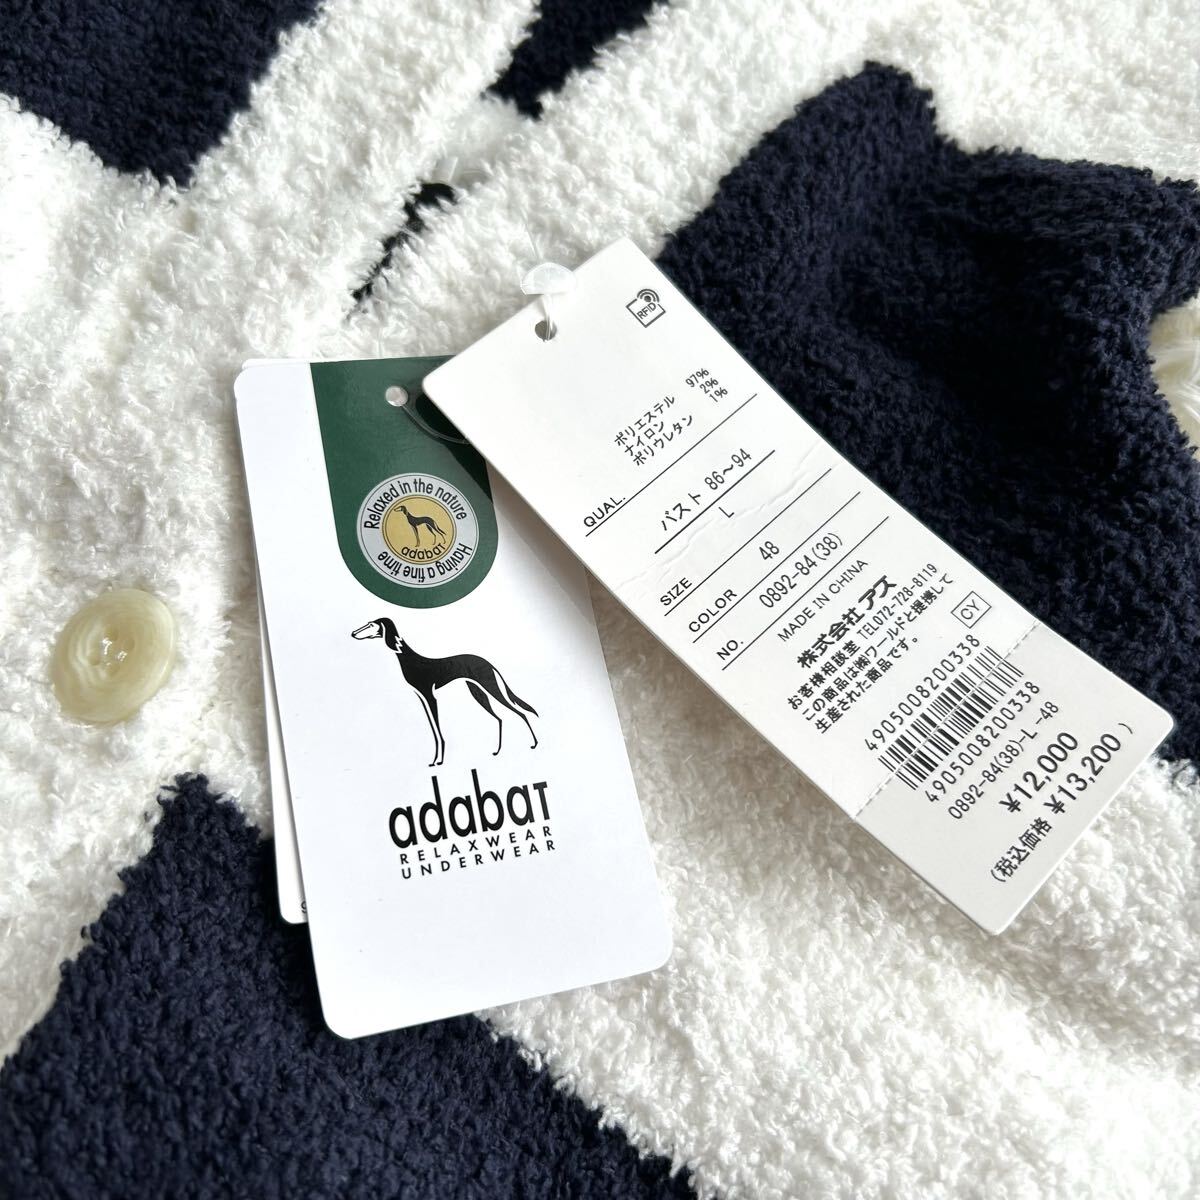 Relaxed in the nature
adabat
Having a fine time
adabat
RELAXWEAR
UNDERWEAR
RFID
QUAL.
ポリエステル 97%
ナイロン 2%
ポリウレタン 1%
バスト 86～94
SIZE L
COLOR 48
NO. 0892-84(38)
MADE IN CHINA
株式会社 アズ
お客様相談室 TEL072-728-8119
この商品は㈱ワールドと提携して
生産された商品です。
CY
4905008200338
4905008200338
0892-84(38)-L-48
¥12,000
(税込価格 ¥13,200)